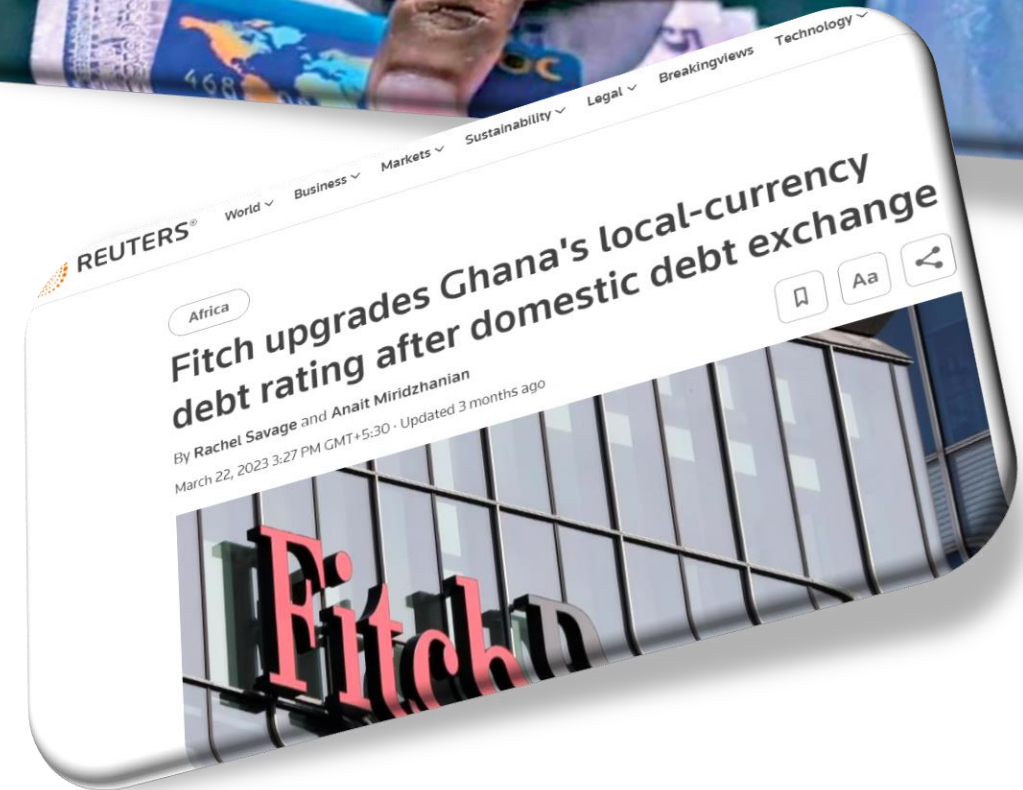 468
REUTERS®
World
Business
Markets
Sustainability
Legal
Breakingviews
Technology
Africa
Fitch upgrades Ghana's local-currency
debt rating after domestic debt exchange
Aa
By Rachel Savage and Anait Miridzhanian
March 22, 2023 3:27 PM GMT+5:30 · Updated 3 months ago
Fitch